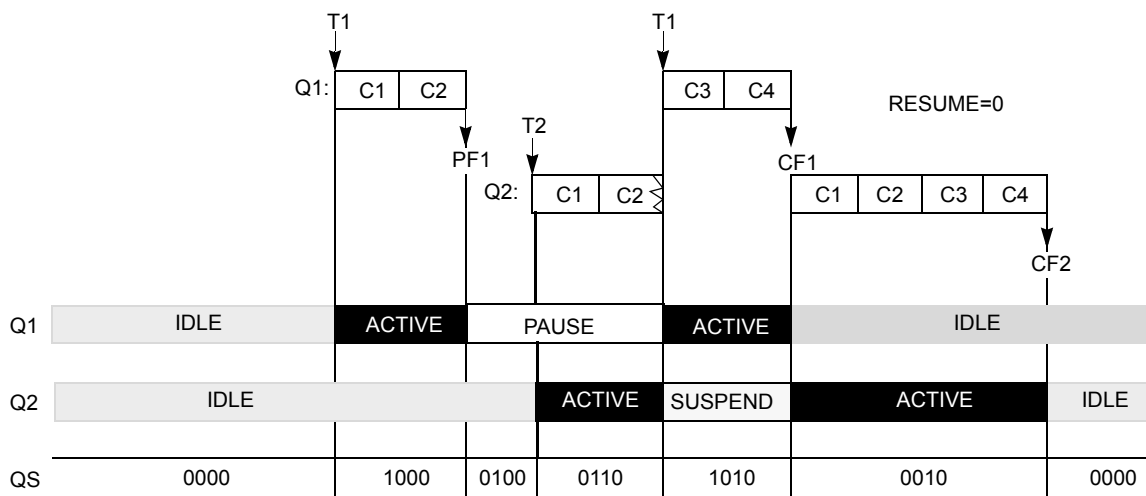 T1 T1
Q1: C1 C2 C3 C4
RESUME=0
T2
PF1 CF1
Q2: C1 C2 C1 C2 C3 C4
CF2
Q1 IDLE ACTIVE PAUSE ACTIVE IDLE
Q2 IDLE ACTIVE SUSPEND ACTIVE IDLE
QS 0000 1000 0100 0110 1010 0010 0000